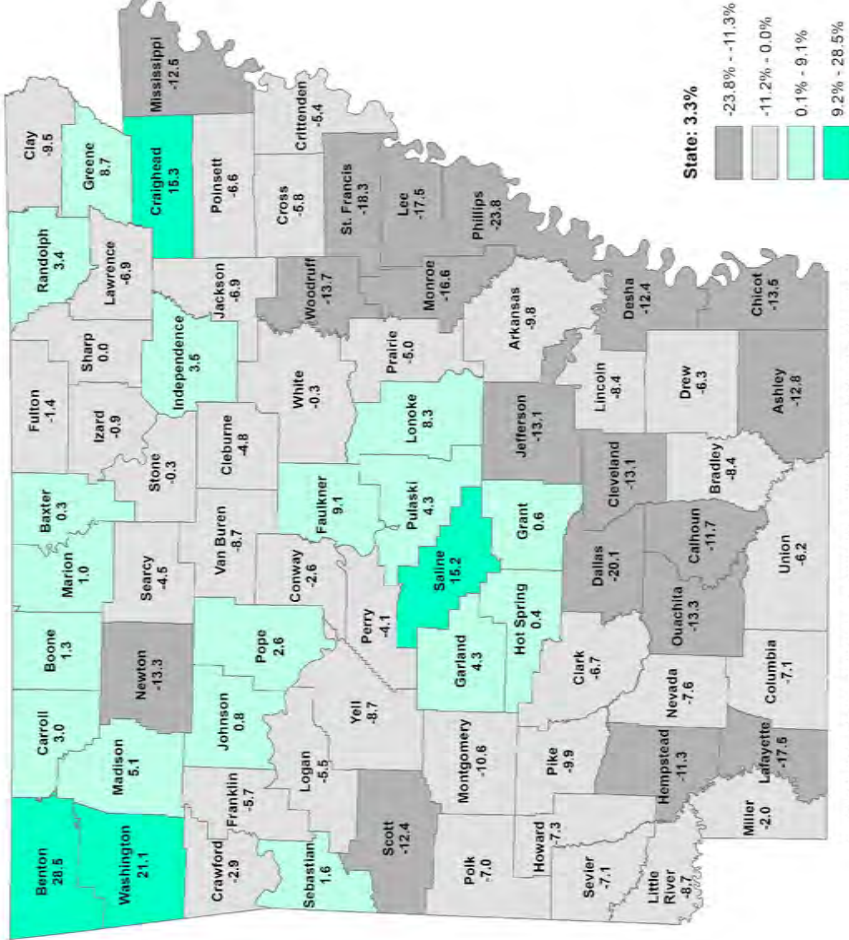 Benton
28.5
Carroll
3.0
Boone
1.3
Marion
1.0
Baxter
0.3
Fulton
-1.4
Randolph
3.4
Clay
-9.5
Washington
21.1
Madison
5.1
Newton
-13.3
Searcy
-4.5
Stone
-0.3
Izard
-0.9
Sharp
0.0
Lawrence
-6.9
Greene
8.7
Independence
3.5
Craighead
15.3
Mississippi
-12.5
Crawford
-2.9
Franklin
-5.7
Johnson
0.8
Pope
2.6
Van Buren
-8.7
Cleburne
-4.8
Jackson
-6.9
Poinsett
-6.6
Sebastian
1.6
Logan
-5.5
Conway
-2.6
Faulkner
9.1
White
-0.3
Woodruff
-13.7
Cross
-5.8
Crittenden
-5.4
Scott
-12.4
Yell
-8.7
Perry
-4.1
Pulaski
4.3
Lonoke
8.3
Prairie
-5.0
Monroe
-16.6
St. Francis
-18.3
Lee
-17.5
Phillips
-23.8
Polk
-7.0
Montgomery
-10.6
Garland
4.3
Saline
15.2
Hot Spring
0.4
Grant
0.6
Jefferson
-13.1
Arkansas
-9.8
Howard
-7.3
Pike
-9.9
Clark
-6.7
Dallas
-20.1
Cleveland
-13.1
Lincoln
-8.4
Desha
-12.4
Sevier
-7.1
Little
River
-8.7
Hempstead
-11.3
Nevada
-7.6
Ouachita
-13.3
Calhoun
-11.7
Bradley
-8.4
Drew
-6.3
Chicot
-13.5
Miller
-2.0
Lafayette
-17.5
Columbia
-7.1
Union
-6.2
Ashley
-12.8
State: 3.3%
-23.8% - -11.3%
-11.2% - 0.0%
0.1% - 9.1%
9.2% - 28.5%